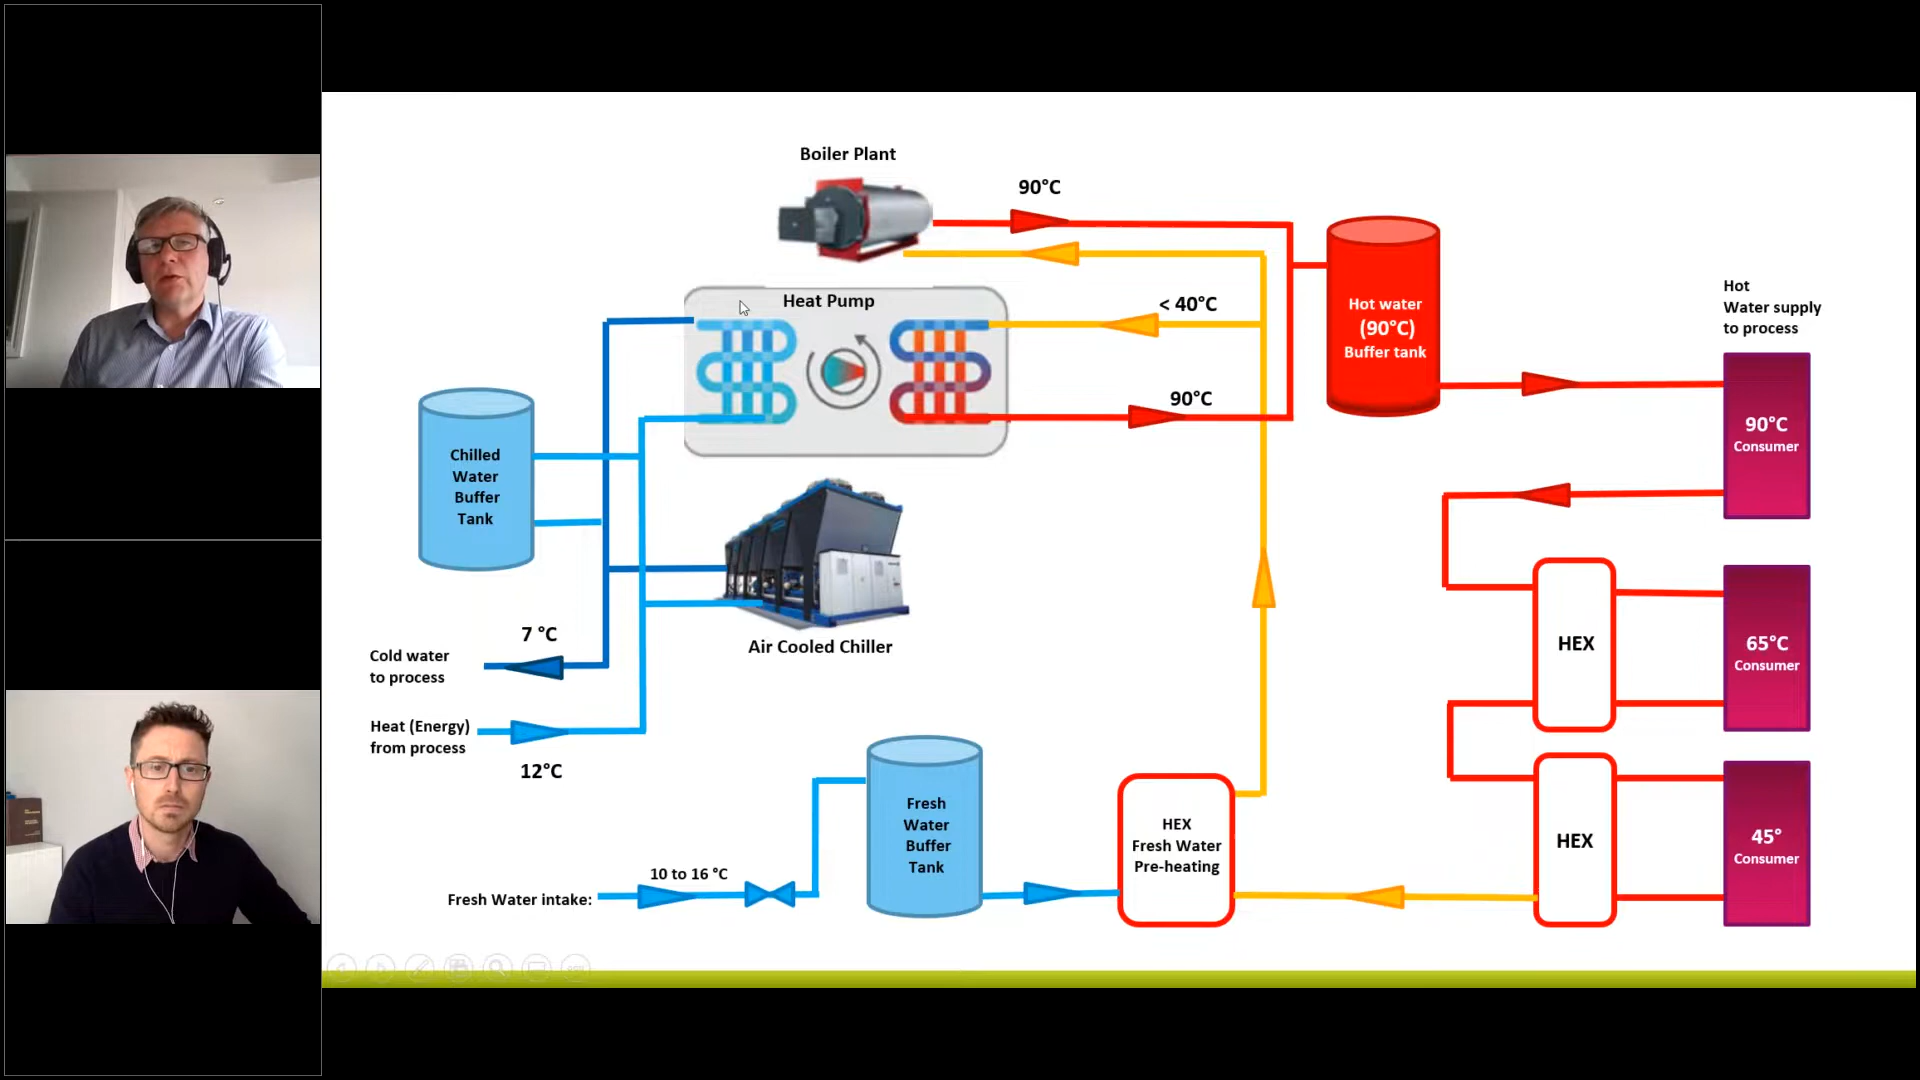 Boiler Plant
90°C
Heat Pump
< 40°C
90°C
Hot water
(90°C)
Buffer tank
Hot
Water supply
to process
90°C
Consumer
Chilled
Water
Buffer
Tank
Air Cooled Chiller
7 °C
Cold water
to process
Heat (Energy)
from process
12°C
HEX
65°C
Consumer
HEX
45°
Consumer
Fresh
Water
Buffer
Tank
HEX
Fresh Water
Pre-heating
10 to 16 °C
Fresh Water intake: